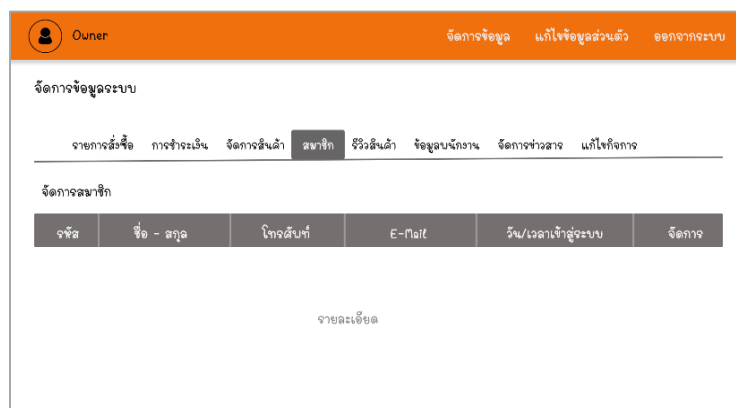 Owner จัดการข้อมูล แก้ไขข้อมูลส่วนตัว ออกจากระบบ
จัดการข้อมูลระบบ
รายการสั่งซื้อ การชำระเงิน จัดการสินค้า สมาชิก รีวิวสินค้า ข้อมูลพนักงาน จัดการข่าวสาร แก้ไขกิจการ
จัดการสมาชิก
รหัส ชื่อ - สกุล โทรศัพท์ E-Mail วัน/เวลาเข้าสู่ระบบ จัดการ
รายละเอียด